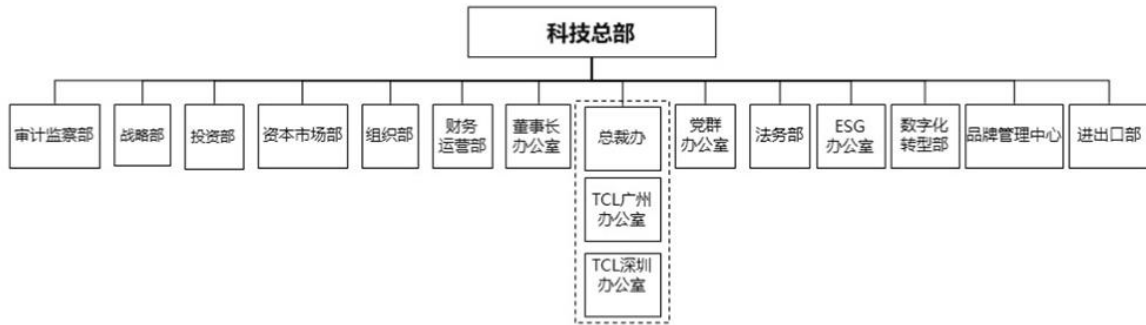 科技总部
审计监察部
战略部
投资部
资本市场部
组织部
财务
运营部
董事长
办公室
总裁办
党群
办公室
法务部
ESG
办公室
数字化
转型部
品牌管理中心
进出口部
TCL广州
办公室
TCL深圳
办公室